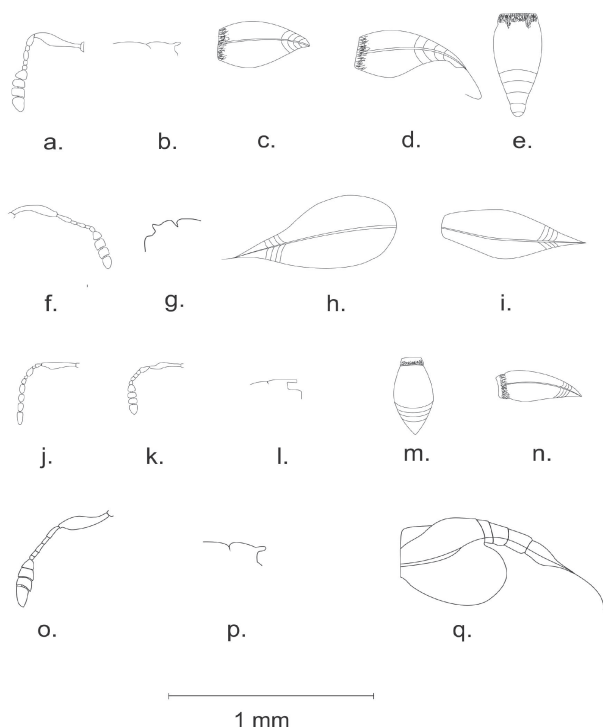 a. b. c. d. e.
f. g. h. i.
j. k. l. m. n.
o. p. q.
1 mm